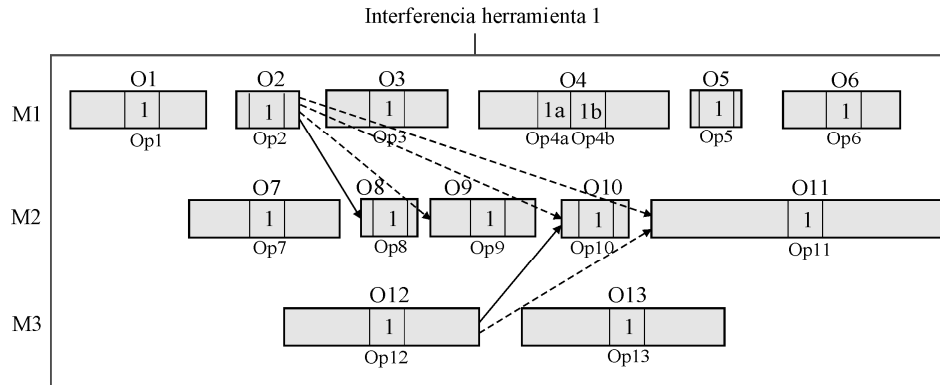 Interferencia herramienta 1
O1 O2 O3 O4 O5 O6
M1 1 1 1 1a 1b 1 1
Op1 Op2 Op3 Op4a Op4b Op5 Op6
O7 O8 O9 O10 O11
M2 1 1 1 1 1
Op7 Op8 Op9 Op10 Op11
O12 O13
M3 1 1
Op12 Op13